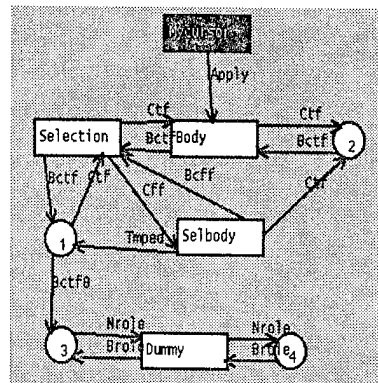 Mycursor
Apply
Ctf
Ctf
Selection
Bctf
Body
Bctf
2
Bctf
Ctf
Cff
Bcff
Ctf
1
Tmped
Selbody
Bctf0
Nrole
Nrole
3
Brole
Dummy
Brole
4